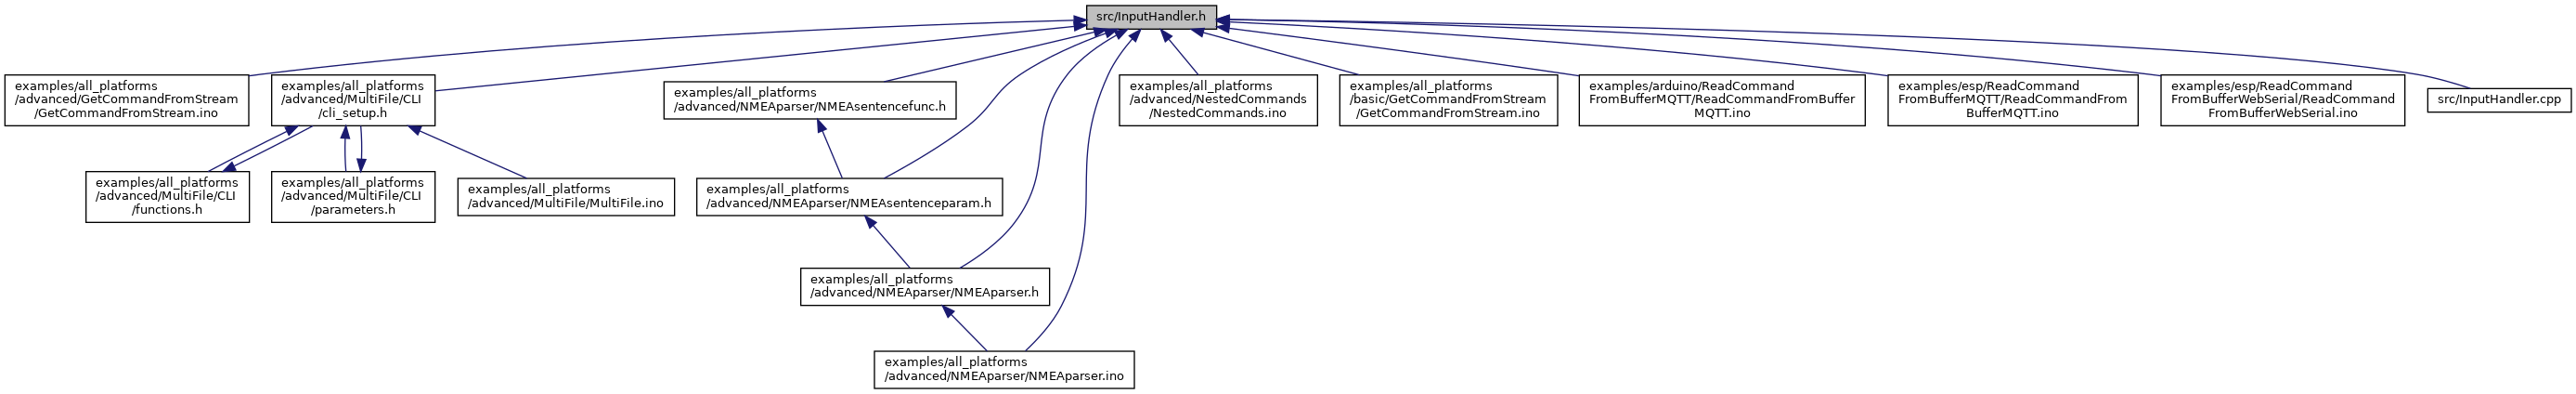 src/InputHandler.h
examples/all_platforms
/advanced/GetCommandFromStream
/GetCommandFromStream.ino
examples/all_platforms
/advanced/MultiFile/CLI
/cli_setup.h
examples/all_platforms
/advanced/NMEAparser/NMEAsentencefunc.h
examples/all_platforms
/advanced/NestedCommands
/NestedCommands.ino
examples/all_platforms
/basic/GetCommandFromStream
/GetCommandFromStream.ino
examples/arduino/ReadCommand
FromBufferMQTT/ReadCommandFromBuffer
MQTT.ino
examples/esp/ReadCommand
FromBufferMQTT/ReadCommandFrom
BufferMQTT.ino
examples/esp/ReadCommand
FromBufferWebSerial/ReadCommand
FromBufferWebSerial.ino
src/InputHandler.cpp
examples/all_platforms
/advanced/MultiFile/CLI
/functions.h
examples/all_platforms
/advanced/MultiFile/CLI
/parameters.h
examples/all_platforms
/advanced/MultiFile/MultiFile.ino
examples/all_platforms
/advanced/NMEAparser/NMEAsentenceparam.h
examples/all_platforms
/advanced/NMEAparser/NMEAparser.h
examples/all_platforms
/advanced/NMEAparser/NMEAparser.ino